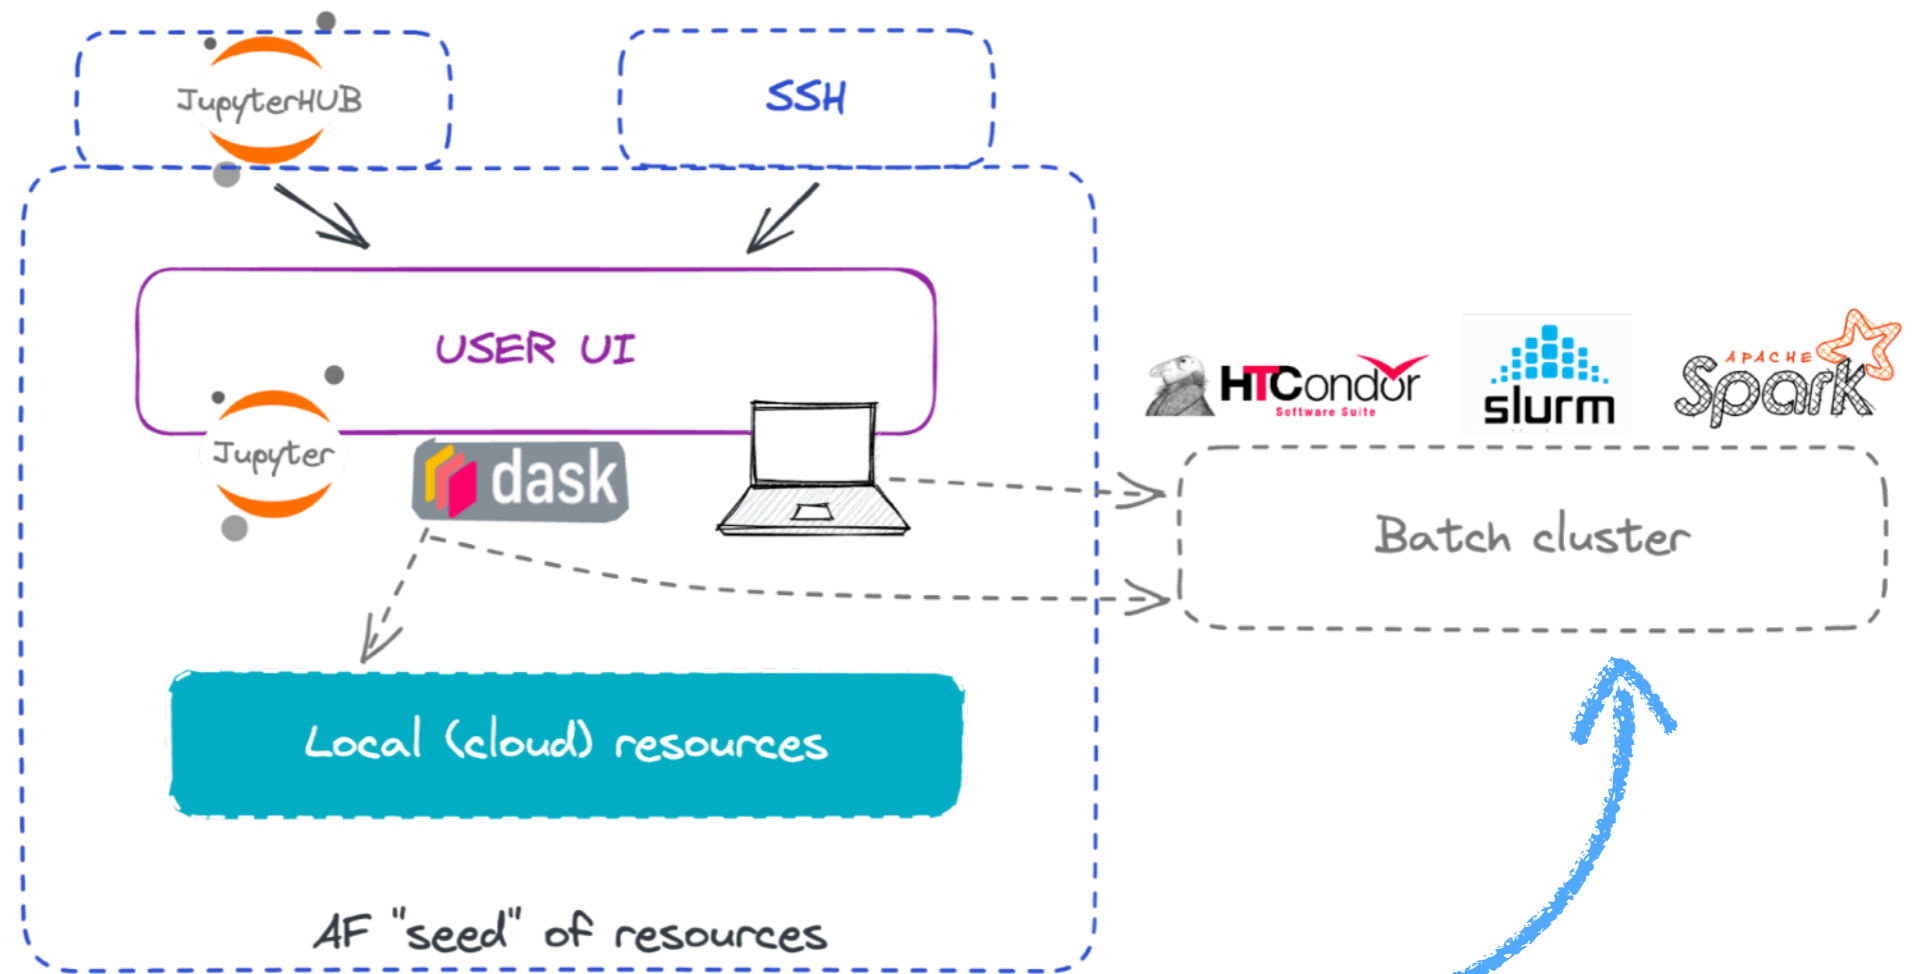 JupyterHUB
SSH
USER UI
Jupyter
dask
HTCondor
Software Suite
slurm
APACHE
Spark
Batch cluster
Local (cloud) resources
AF "seed" of resources